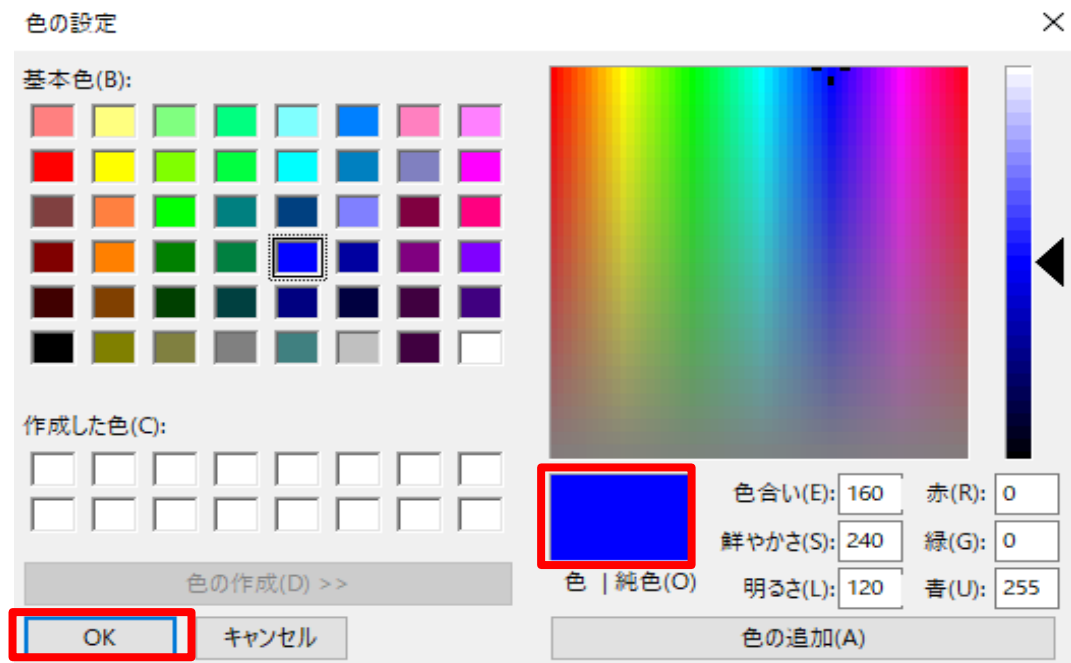 色の設定
基本色(B):
作成した色(C):
色の作成(D) >>
OK
キャンセル
色 | 純色(O)
色合い(E): 160
赤(R): 0
鮮やかさ(S): 240
緑(G): 0
明るさ(L): 120
青(U): 255
色の追加(A)